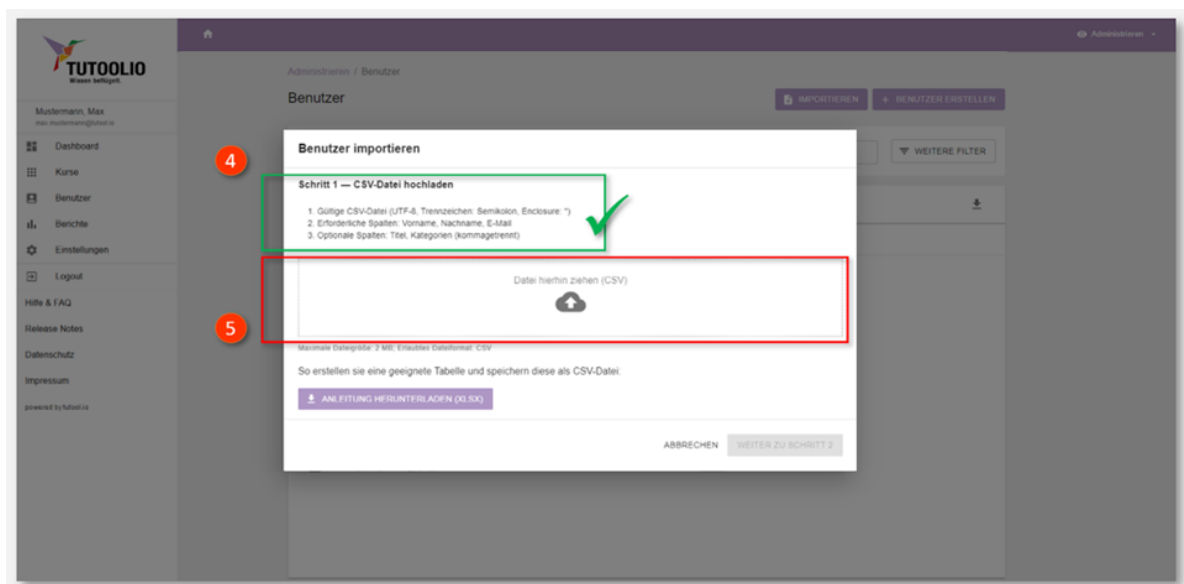 Administrieren
TUTOOLIO
Wissen beflügelt.
Mustermann, Max
max.mustermann@tutool.io
Dashboard
Kurse
Benutzer
Berichte
Einstellungen
Logout
Hilfe & FAQ
Release Notes
Datenschutz
Impressum
powered by tutool.io
Administrieren / Benutzer
Benutzer
IMPORTIEREN
+ BENUTZER ERSTELLEN
WEITERE FILTER
4
Benutzer importieren
Schritt 1 — CSV-Datei hochladen
1. Gültige CSV-Datei (UTF-8, Trennzeichen: Semikolon, Enclosure: ")
2. Erforderliche Spalten: Vorname, Nachname, E-Mail
3. Optionale Spalten: Titel, Kategorien (kommagetrennt)
5
Datei hierhin ziehen (CSV)
Maximale Dateigröße: 2 MB; Erlaubtes Dateiformat: CSV
So erstellen sie eine geeignete Tabelle und speichern diese als CSV-Datei:
ANLEITUNG HERUNTERLADEN (XLSX)
ABBRECHEN
WEITER ZU SCHRITT 2